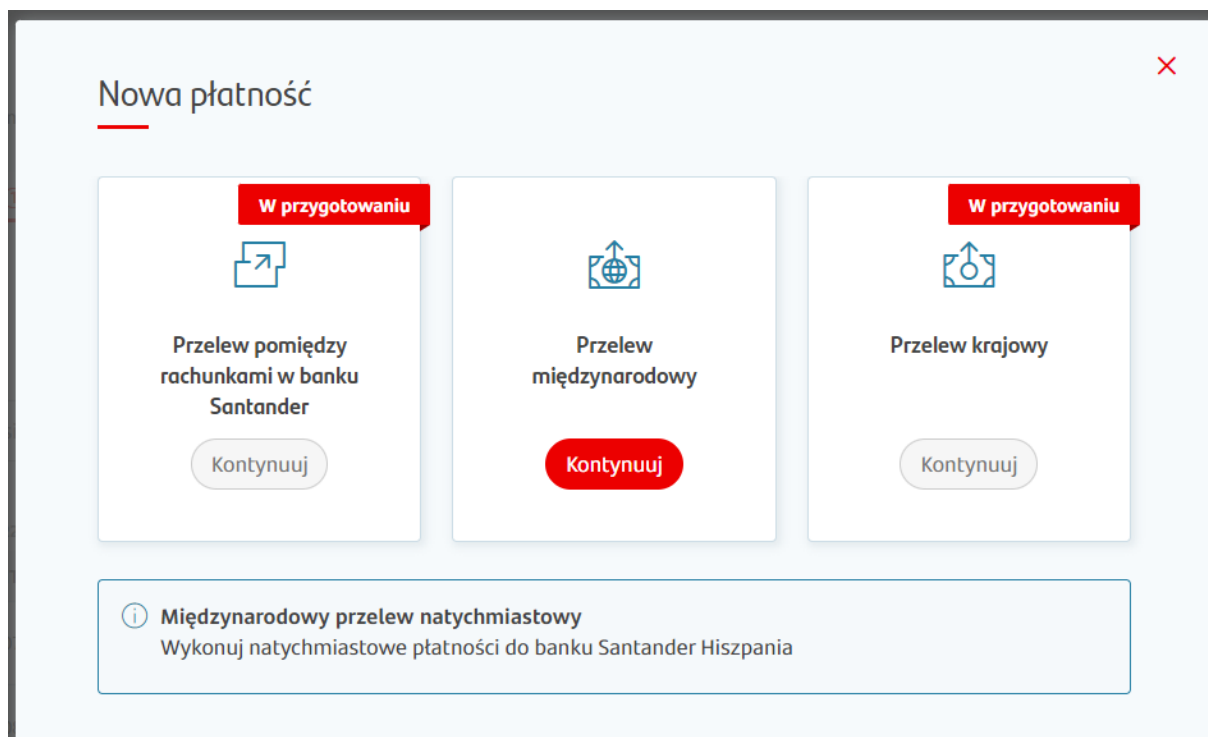 Nowa płatność
W przygotowaniu
Przelew pomiędzy
rachunkami w banku
Santander
Kontynuuj
Przelew
międzynarodowy
Kontynuuj
W przygotowaniu
Przelew krajowy
Kontynuuj
Międzynarodowy przelew natychmiastowy
Wykonuj natychmiastowe płatności do banku Santander Hiszpania